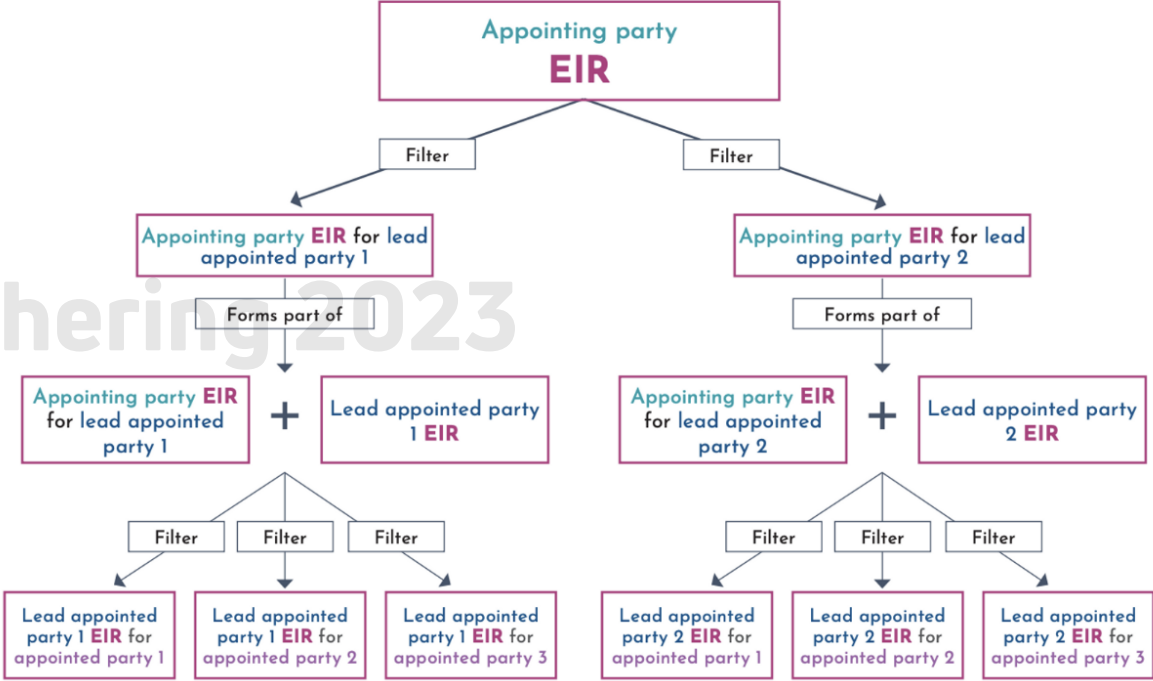 Appointing party
EIR
Filter
Filter
Appointing party EIR for lead
appointed party 1
Appointing party EIR for lead
appointed party 2
hering 2023
Forms part of
Forms part of
Appointing party EIR
for lead appointed
party 1
+
Lead appointed party
1 EIR
Appointing party EIR
for lead appointed
party 2
+
Lead appointed party
2 EIR
Filter
Filter
Filter
Filter
Filter
Filter
Lead appointed
party 1 EIR for
appointed party 1
Lead appointed
party 1 EIR for
appointed party 2
Lead appointed
party 1 EIR for
appointed party 3
Lead appointed
party 2 EIR for
appointed party 1
Lead appointed
party 2 EIR for
appointed party 2
Lead appointed
party 2 EIR for
appointed party 3